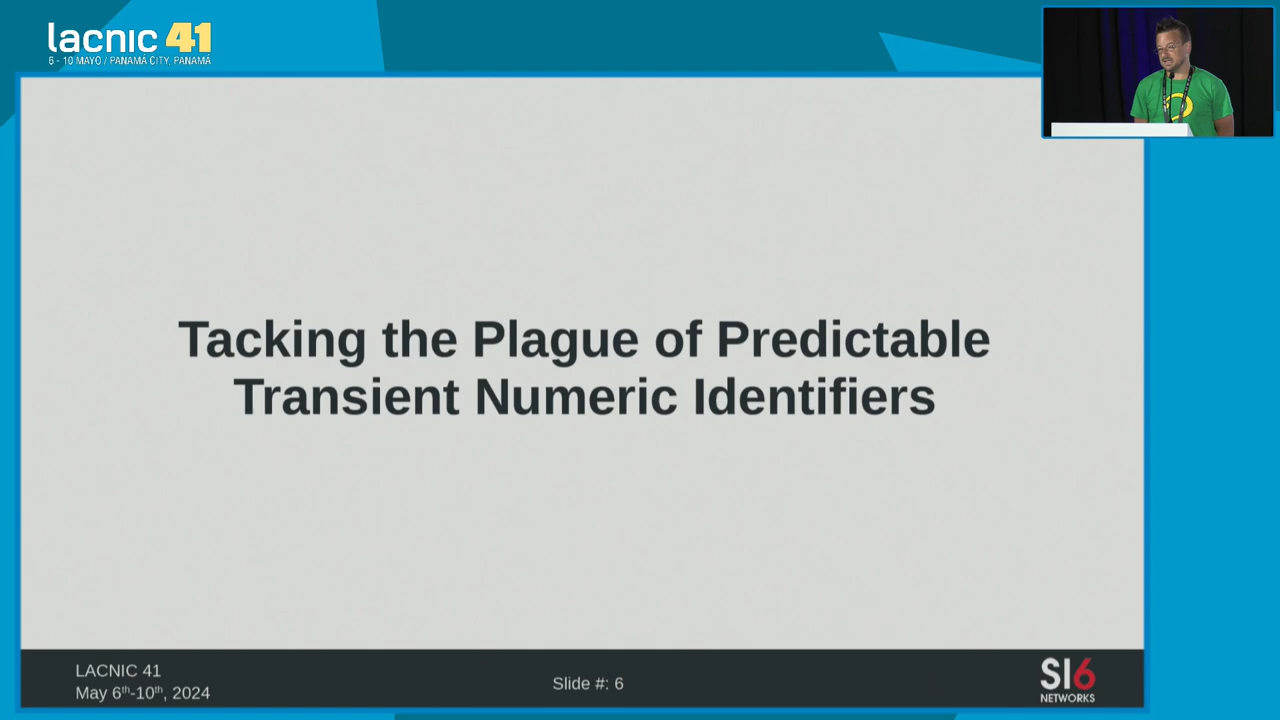 lacnic 41
6 - 10 MAYO / PANAMÁ CITY, PANAMÁ
Tacking the Plague of Predictable
Transient Numeric Identifiers
LACNIC 41
May 6th-10th, 2024
Slide #: 6
SI6
NETWORKS